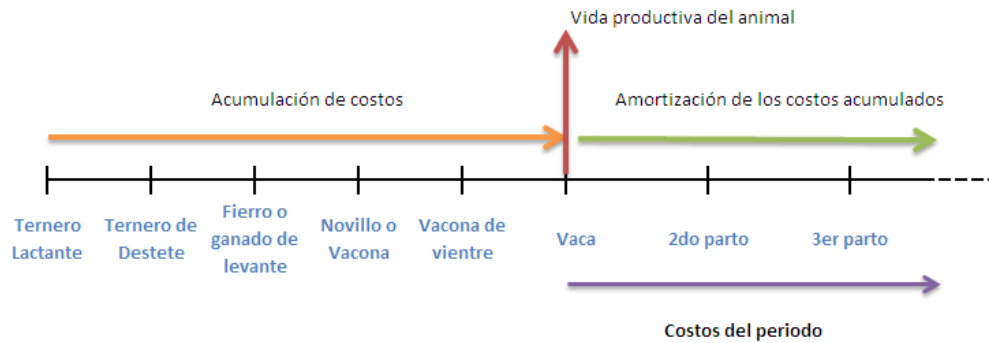 Vida productiva del animal
Acumulación de costos
Amortización de los costos acumulados
Ternero
Lactante
Ternero de
Destete
Fierro o
ganado de
levante
Novillo o
Vacona
Vacona de
vientre
Vaca
2do parto
3er parto
Costos del periodo